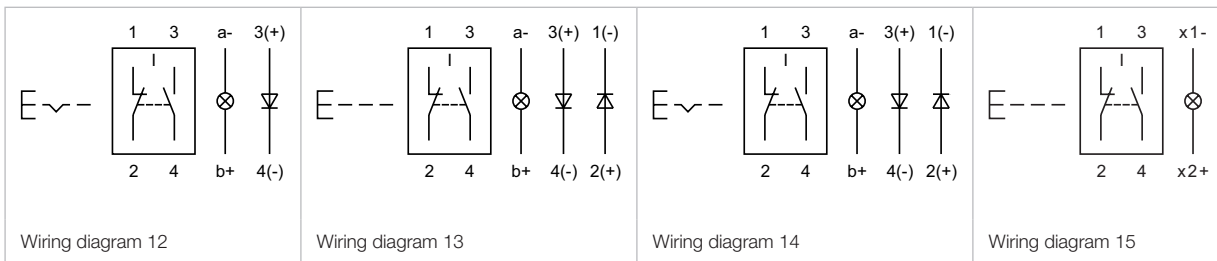 1 3 a- 3(+)
2 4 b+ 4(-)
Wiring diagram 12
1 3 a- 3(+) 1(-)
2 4 b+ 4(-) 2(+)
Wiring diagram 13
1 3 a- 3(+) 1(-)
2 4 b+ 4(-) 2(+)
Wiring diagram 14
1 3 x1-
2 4 x2+
Wiring diagram 15